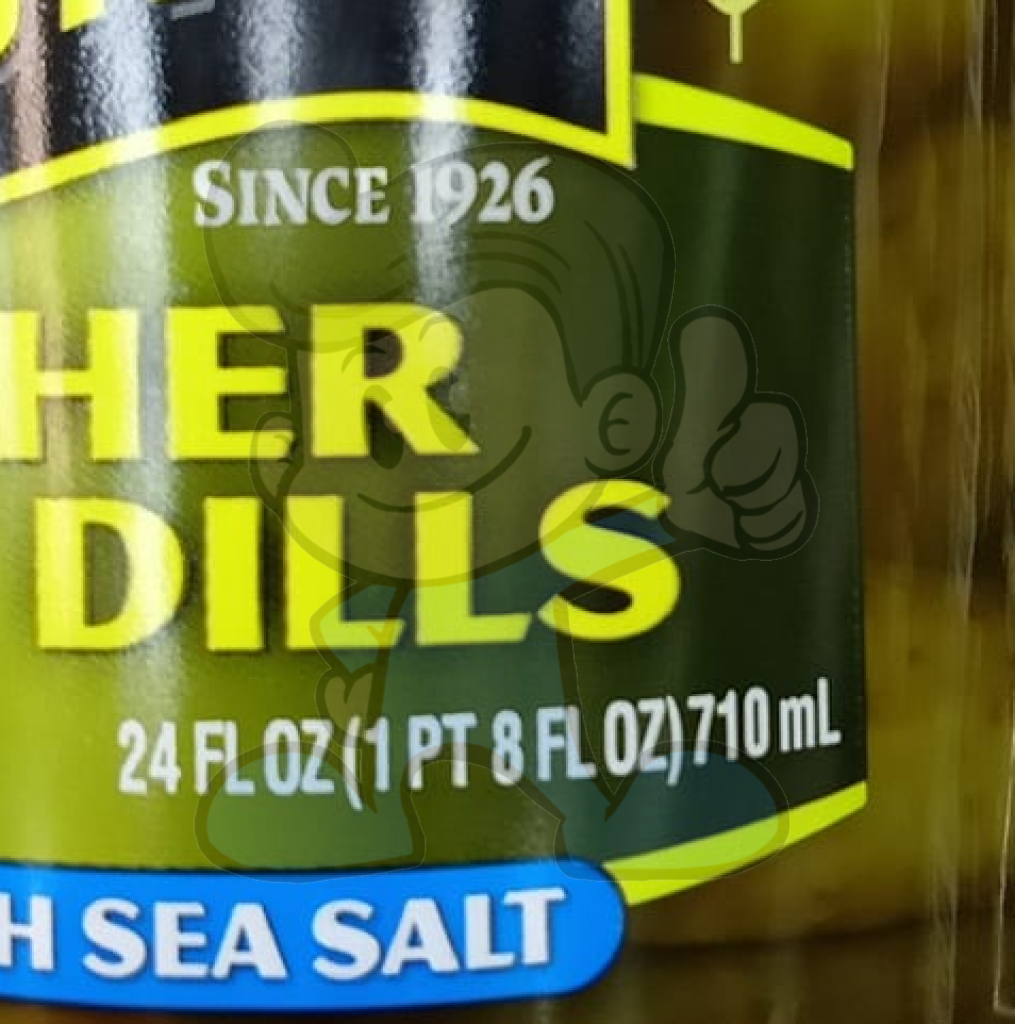 SINCE 1926
HER
DILLS
24 FL OZ (1 PT 8 FL OZ) 710 mL
H SEA SALT